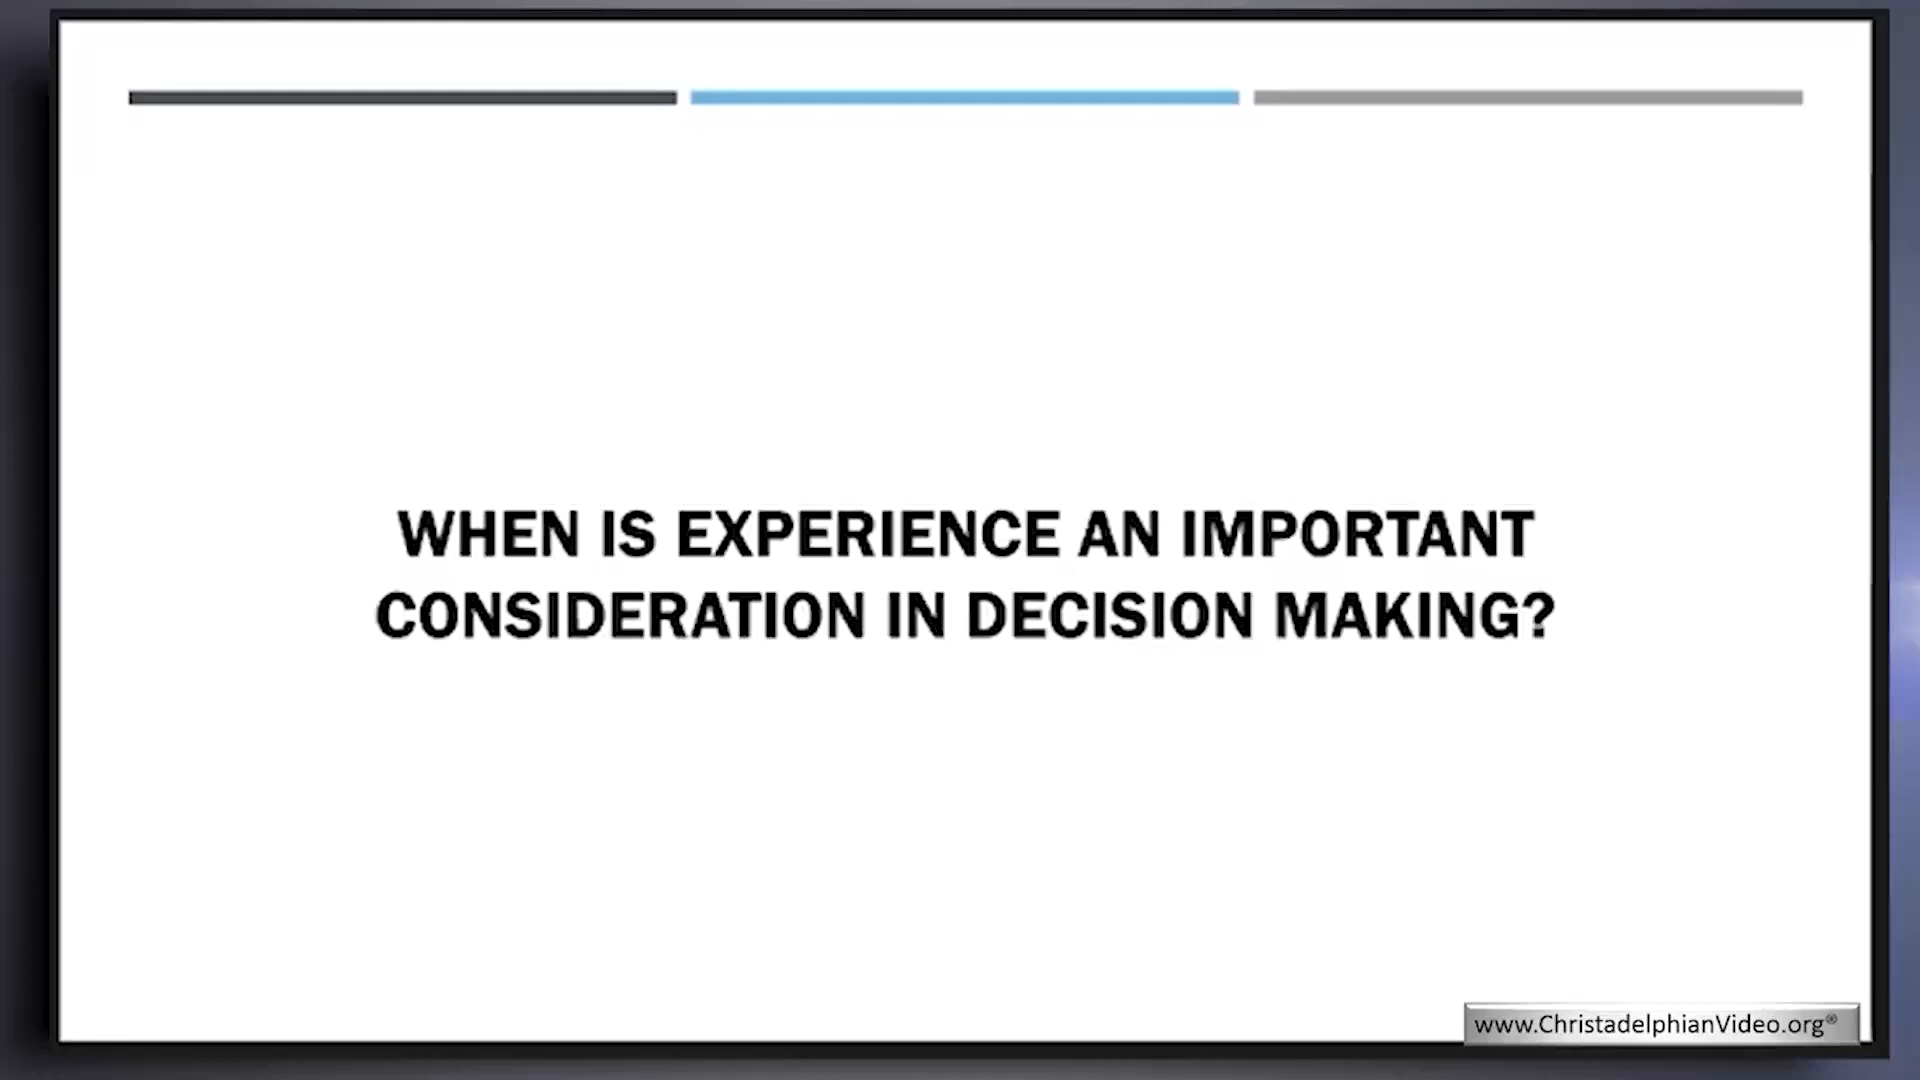 WHEN IS EXPERIENCE AN IMPORTANT
CONSIDERATION IN DECISION MAKING?
www.ChristadelphianVideo.org®